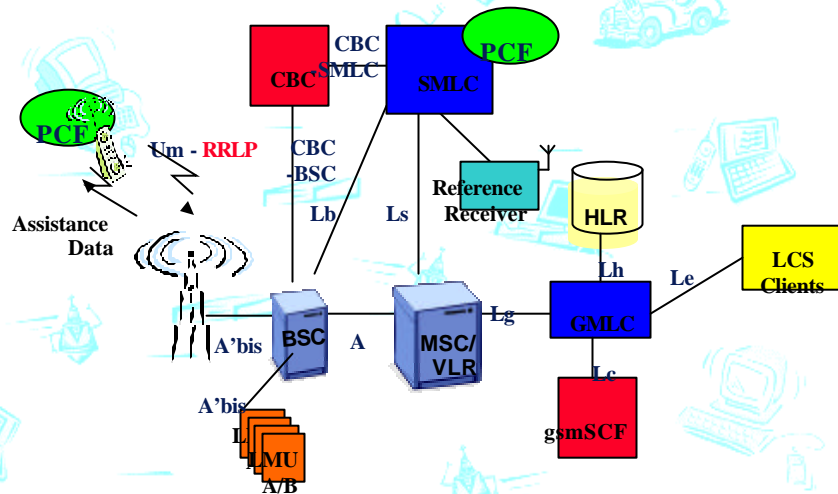 CBC
CBC
-SMLC
SMLC
PCF
PCF
Um - RRLP
CBC
-BSC
Lb
Ls
Reference
Receiver
HLR
Assistance
Data
LCS
Clients
Lh
Le
BSC
A'bis
A
MSC/
VLR
Lg
GMLC
Lc
gsmSCF
A'bis
L
LMU
A/B